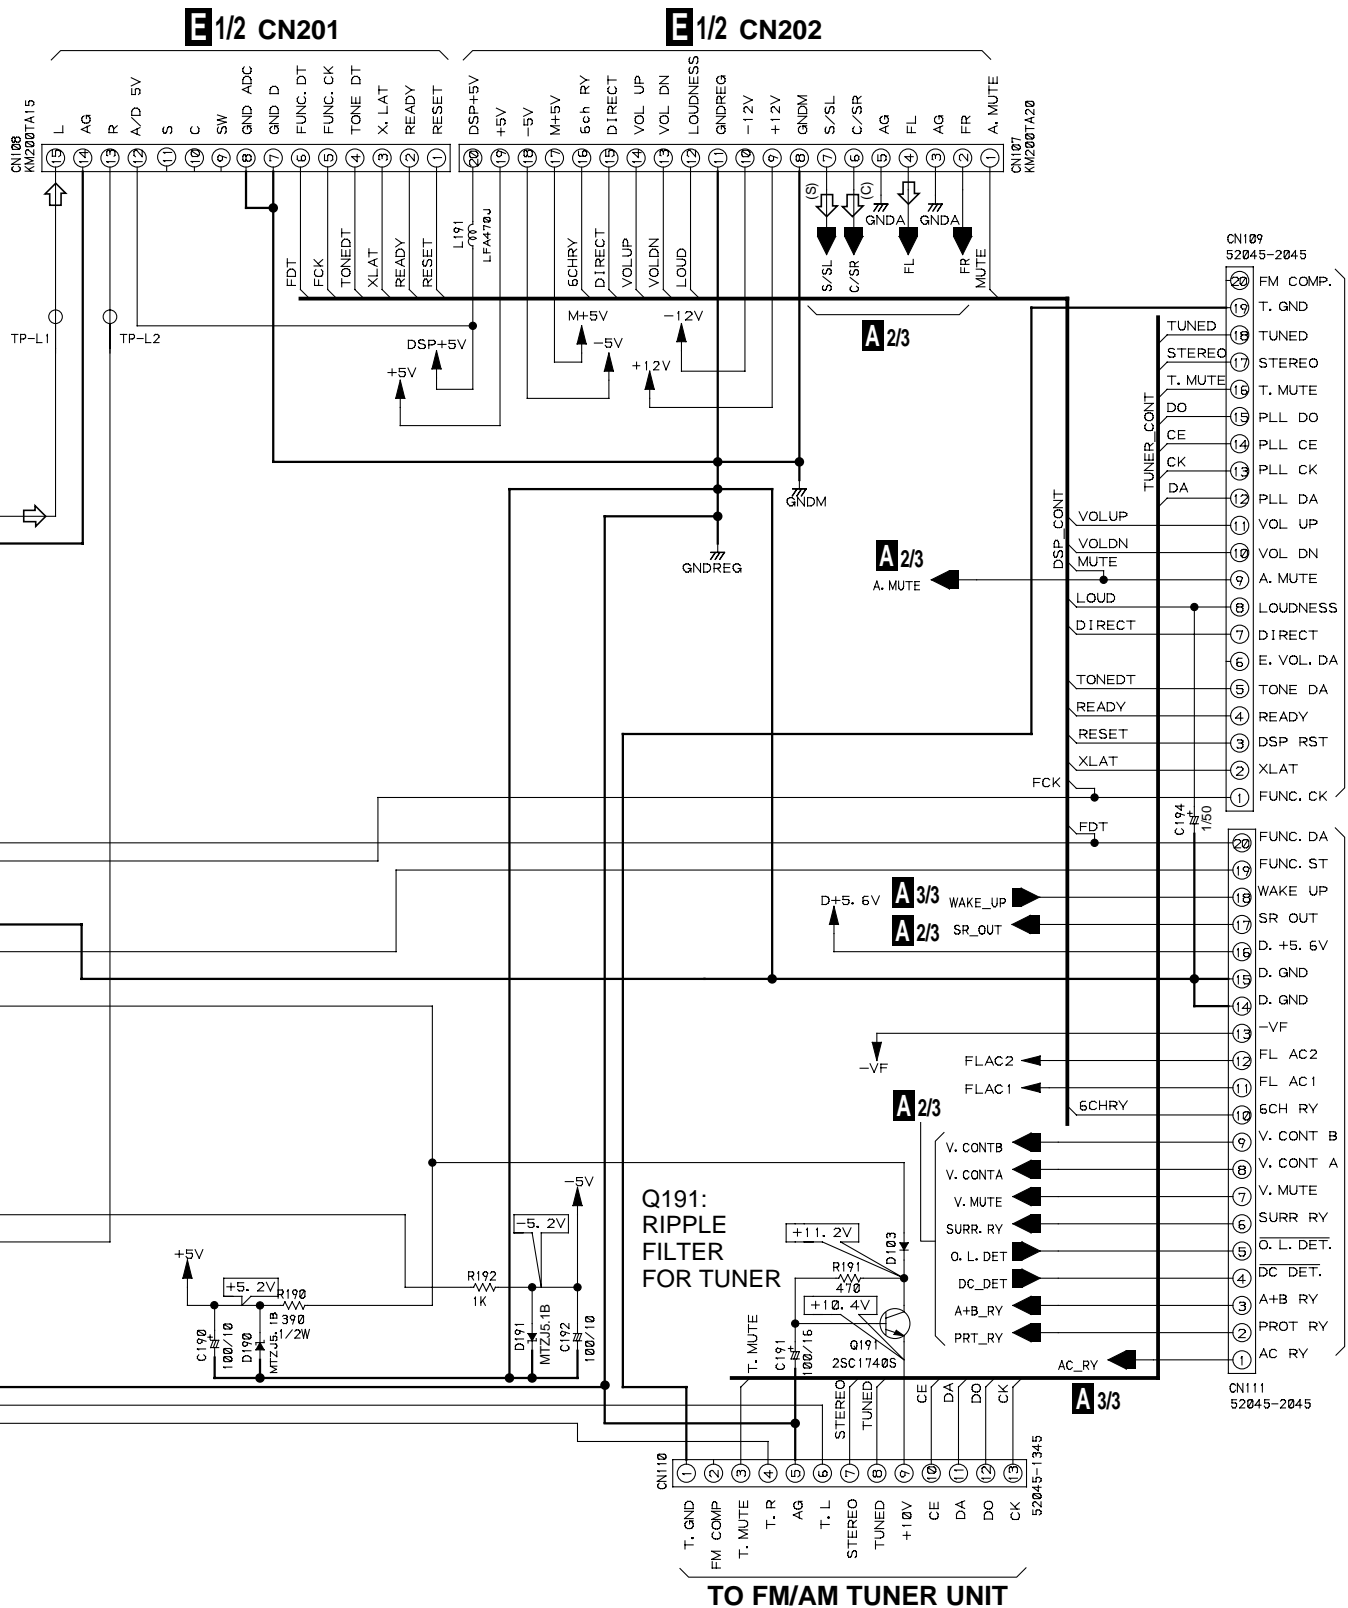 E 1/2 CN201
E 1/2 CN202
CN108
KM200TA15
L
AG
R
A/D 5V
S
C
SW
GND ADC
GND D
FUNC. DT
FUNC. CK
TONE DT
X. LAT
READY
RESET
15 14 13 12 11 10 9 8 7 6 5 4 3 2 1
DSP+5V
+5V
-5V
M+5V
6ch RY
DIRECT
VOL UP
VOL DN
LOUDNESS
GNDREG
-12V
+12V
GNDM
S/SL
C/SR
AG
FL
AG
FR
A. MUTE
20 19 18 17 16 15 14 13 12 11 10 9 8 7 6 5 4 3 2 1
CN107
KM200TA20
L191
LFA470J
FDT
FCK
TONEDT
XLAT
READY
RESET
6CHRY
DIRECT
VOLUP
VOLDN
LOUD
(S)
(C)
GNDA
GNDA
S/SL
C/SR
FL
FR
MUTE
A 2/3
TP-L1
TP-L2
DSP+5V
+5V
M+5V
-5V
-12V
+12V
GNDM
GNDREG
CN109
52045-2045
20 FM COMP.
19 T. GND
TUNED 18 TUNED
STEREO 17 STEREO
T. MUTE 16 T. MUTE
DO 15 PLL DO
CE 14 PLL CE
CK 13 PLL CK
DA 12 PLL DA
TUNER_CONT
DSP_CONT
VOLUP 11 VOL UP
VOLDN 10 VOL DN
MUTE 9 A. MUTE
A 2/3
A. MUTE
LOUD 8 LOUDNESS
DIRECT 7 DIRECT
6 E. VOL. DA
TONEDT 5 TONE DA
READY 4 READY
RESET 3 DSP RST
XLAT 2 XLAT
FCK 1 FUNC. CK
C194
1/50
FDT 20 FUNC. DA
19 FUNC. ST
D+5. 6V
A 3/3 WAKE_UP 18 WAKE UP
A 2/3 SR_OUT 17 SR OUT
16 D. +5. 6V
15 D. GND
14 D. GND
-VF 13 -VF
FLAC2 12 FL AC2
FLAC1 11 FL AC1
A 2/3
6CHRY 10 6CH RY
V. CONTB 9 V. CONT B
V. CONTA 8 V. CONT A
V. MUTE 7 V. MUTE
SURR. RY 6 SURR RY
O. L. DET 5 O. L. DET.
DC_DET 4 DC DET.
A+B_RY 3 A+B RY
PRT_RY 2 PROT RY
AC_RY 1 AC RY
A 3/3
CN111
52045-2045
+5V
+5. 2V
R190
390
1/2W
C190
100/10
D190
MTZJ5. 1B
R192
1K
-5. 2V
-5V
D191
MTZJ5.1B
C192
100/10
Q191:
RIPPLE
FILTER
FOR TUNER
+11. 2V
D103
R191
470
+10. 4V
Q191
2SC1740S
C191
100/16
T. MUTE
STEREO
TUNED
CE
DA
DO
CK
CN110
1 2 3 4 5 6 7 8 9 10 11 12 13
52045-1345
T. GND
FM COMP
T. MUTE
T. R
AG
T. L
STEREO
TUNED
+10V
CE
DA
DO
CK
TO FM/AM TUNER UNIT